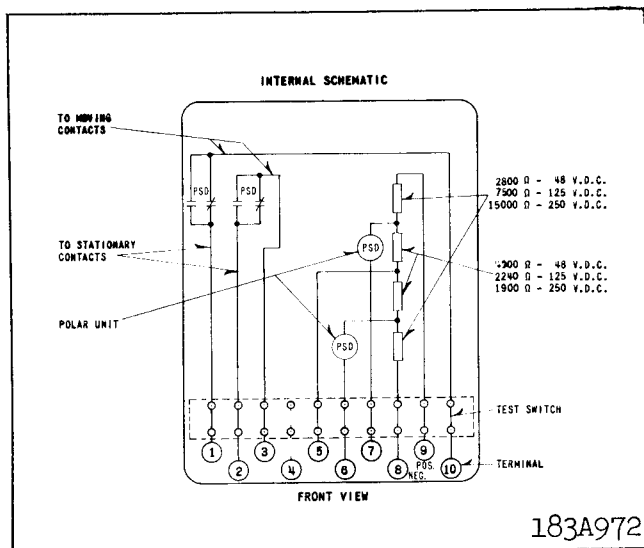 INTERNAL SCHEMATIC
TO MOVING
CONTACTS
PSD
PSD
2800 Ω - 48 V.D.C.
7500 Ω - 125 V.D.C.
15000 Ω - 250 V.D.C.
TO STATIONARY
CONTACTS
PSD
Ω - 48 V.D.C.
2240 Ω - 125 V.D.C.
1900 Ω - 250 V.D.C.
POLAR UNIT
PSD
TEST SWITCH
1 2 3 4 5 6 7 8 9 10
POS.
NEG.
TERMINAL
FRONT VIEW
183A972